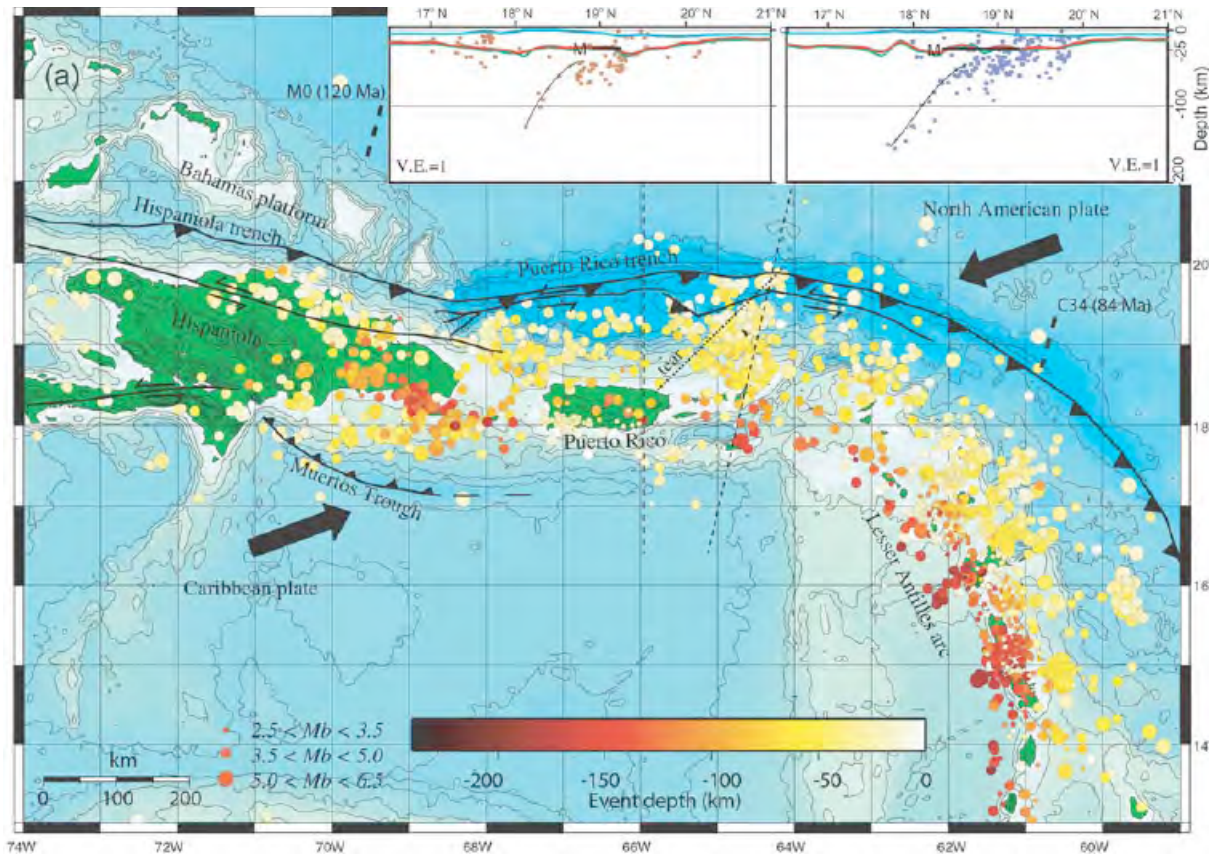 17°N 18°N 19°N 20°N 21°N
17°N 18°N 19°N 20°N 21°N
(a)
M0 (120 Ma)
M
V.E.=1
M
V.E.=1
0
-25
-100
-200
Depth (km)
Bahamas platform
Hispaniola trench
North American plate
Puerto Rico trench
C34 (84 Ma)
Hispaniola
tear
Puerto Rico
Muertos Trough
Caribbean plate
Lesser Antilles arc
20
19
18
17
16
15
14
2.5 < Mb < 3.5
3.5 < Mb < 5.0
5.0 < Mb < 6.5
km
0 100 200
-200 -150 -100 -50 0
Event depth (km)
74W 72W 70W 68W 66W 64W 62W 60W